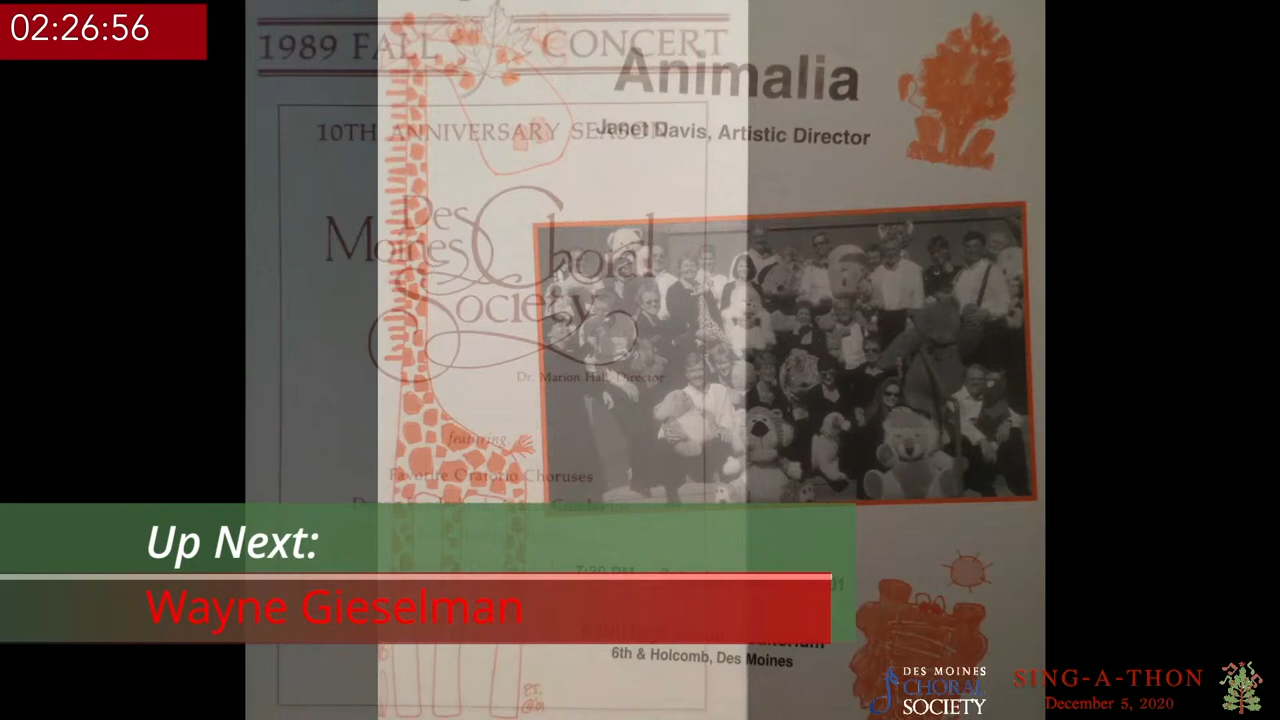 02:26:56
1989 FALL CONCERT
Animalia
10TH ANNIVERSARY SEASON
Janet Davis, Artistic Director
Des
Moines Choral
Society
Dr. Marion Hall, Director
featuring
Favorite Oratorio Choruses
7:30 PM
Up Next:
Wayne Gieselman
6th & Holcomb, Des Moines
DES MOINES
CHORAL
SOCIETY
SING-A-THON
December 5, 2020